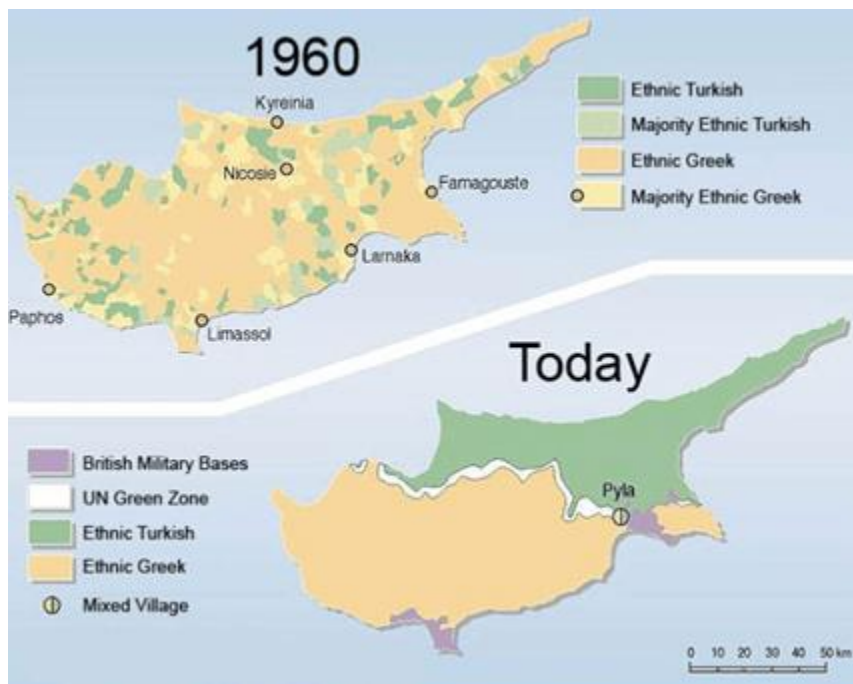 1960
Kyreinia
Nicosie
Famagouste
Larnaka
Paphos
Limassol
Ethnic Turkish
Majority Ethnic Turkish
Ethnic Greek
Majority Ethnic Greek
Today
Pyla
British Military Bases
UN Green Zone
Ethnic Turkish
Ethnic Greek
Mixed Village
0 10 20 30 40 50 km